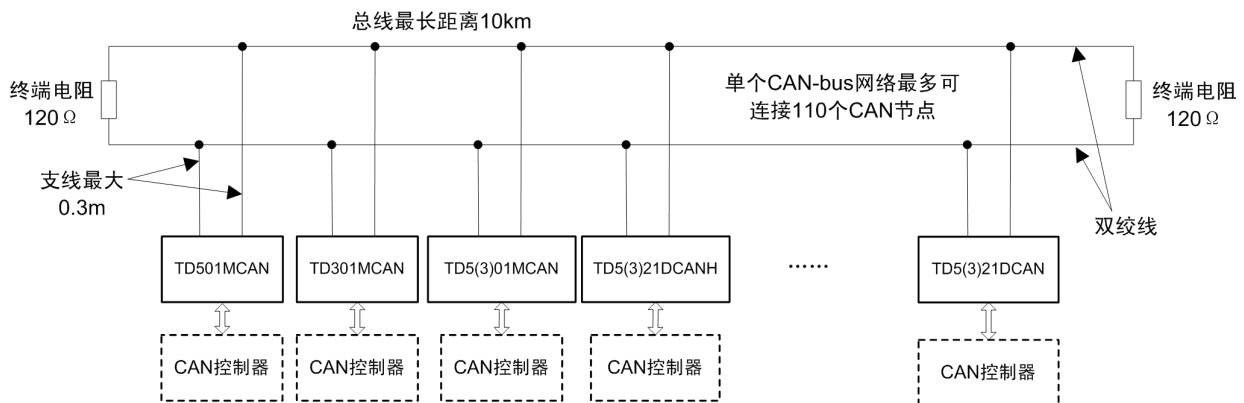 总线最长距离10km
终端电阻
120Ω
单个CAN-bus网络最多可
连接110个CAN节点
终端电阻
120Ω
支线最大
0.3m
双绞线
TD501MCAN
TD301MCAN
TD5(3)01MCAN
TD5(3)21DCANH
……
TD5(3)21DCAN
CAN控制器
CAN控制器
CAN控制器
CAN控制器
CAN控制器